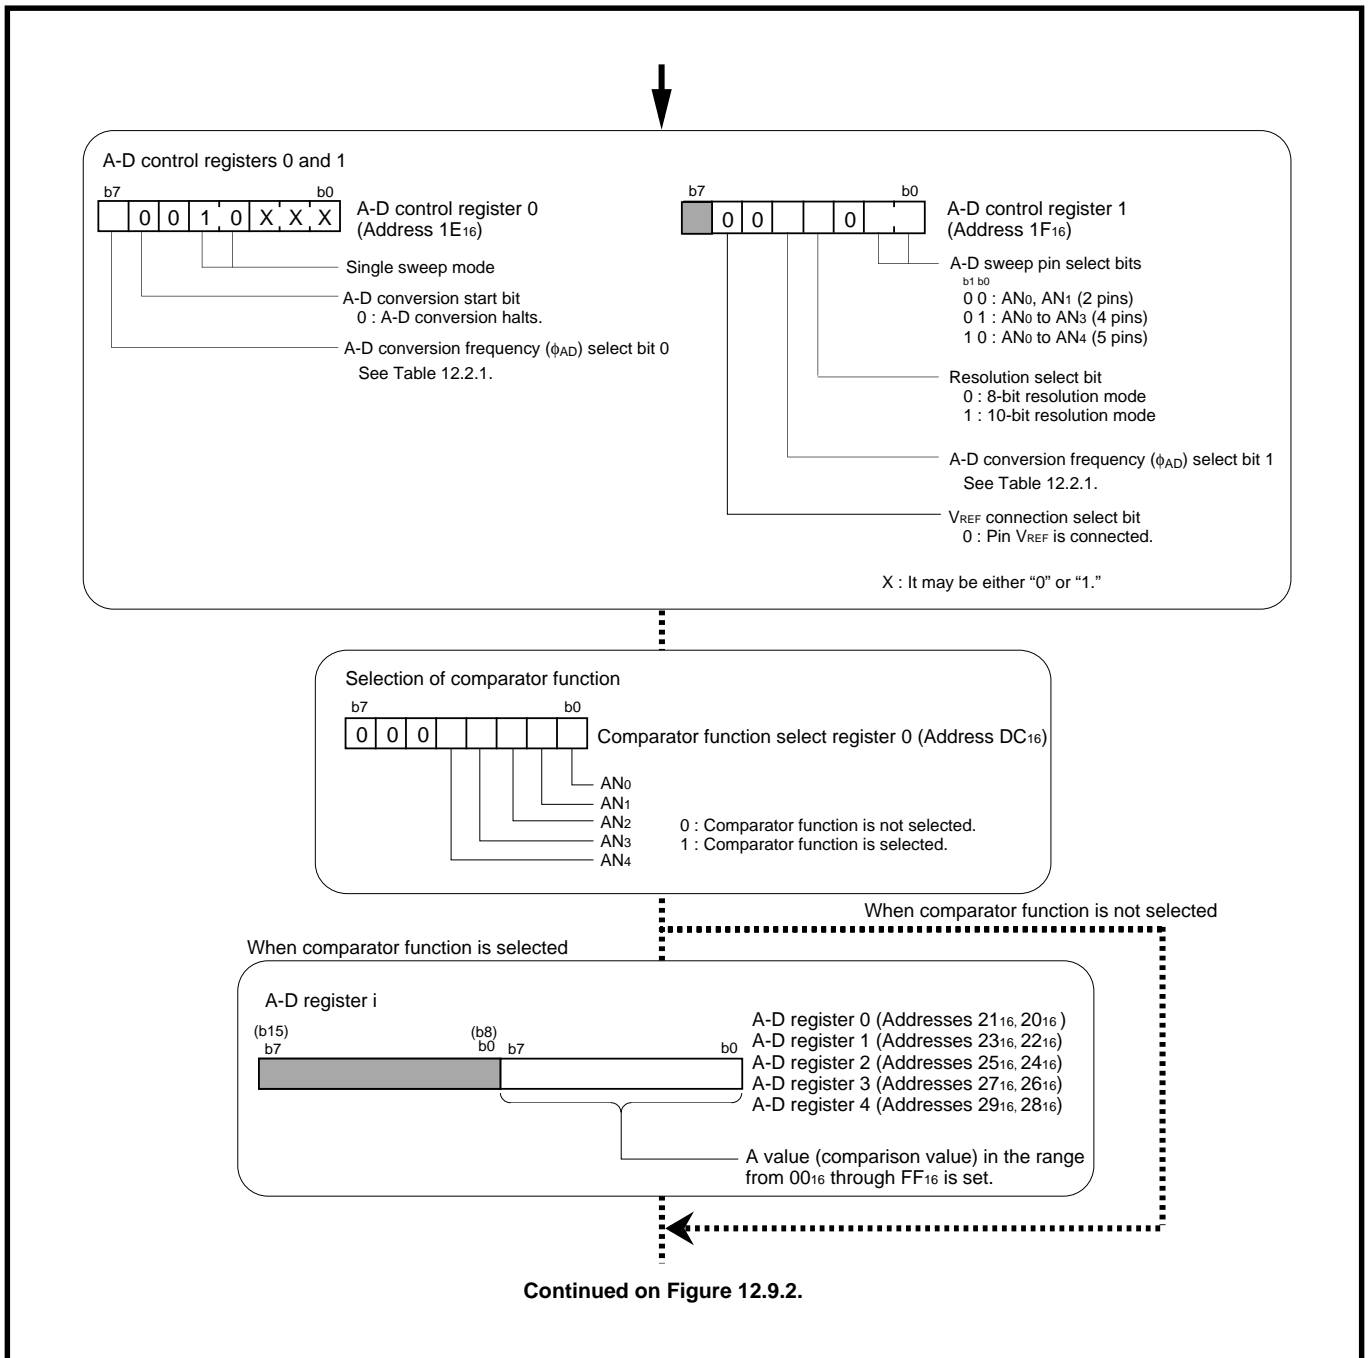 A-D control registers 0 and 1
b7 b0
0 0 1 0 X X X
A-D control register 0
(Address 1E16)
Single sweep mode
A-D conversion start bit
0 : A-D conversion halts.
A-D conversion frequency (ϕAD) select bit 0
See Table 12.2.1.
b7 b0
0 0 0
A-D control register 1
(Address 1F16)
A-D sweep pin select bits
b1 b0
0 0 : AN0, AN1 (2 pins)
0 1 : AN0 to AN3 (4 pins)
1 0 : AN0 to AN4 (5 pins)
Resolution select bit
0 : 8-bit resolution mode
1 : 10-bit resolution mode
A-D conversion frequency (ϕAD) select bit 1
See Table 12.2.1.
VREF connection select bit
0 : Pin VREF is connected.
X : It may be either “0” or “1.”
Selection of comparator function
b7 b0
0 0 0
Comparator function select register 0 (Address DC16)
AN0
AN1
AN2
AN3
AN4
0 : Comparator function is not selected.
1 : Comparator function is selected.
When comparator function is not selected
When comparator function is selected
A-D register i
(b15) (b8)
b7 b0 b7 b0
A-D register 0 (Addresses 2116, 2016 )
A-D register 1 (Addresses 2316, 2216)
A-D register 2 (Addresses 2516, 2416)
A-D register 3 (Addresses 2716, 2616)
A-D register 4 (Addresses 2916, 2816)
A value (comparison value) in the range
from 0016 through FF16 is set.
Continued on Figure 12.9.2.